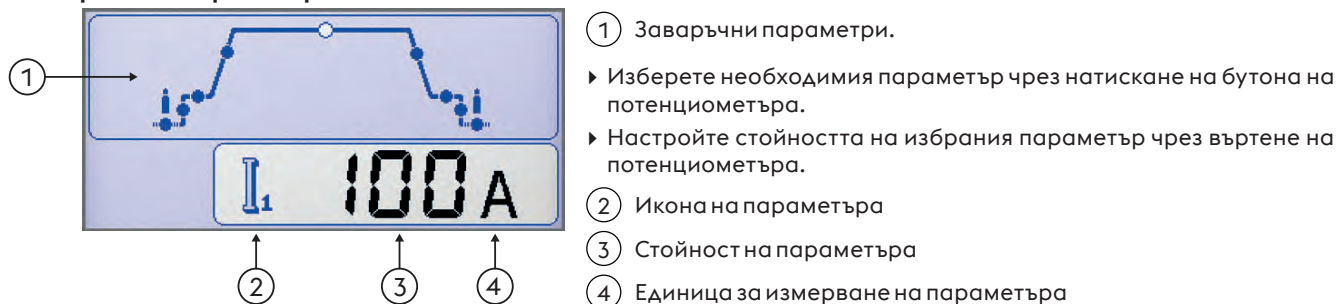 1 Заваръчни параметри.
▸ Изберете необходимия параметър чрез натискане на бутона на
потенциометъра.
▸ Настройте стойността на избрания параметър чрез въртене на
потенциометъра.
2 Икона на параметъра
3 Стойност на параметъра
4 Единица за измерване на параметъра
1
I1 100 A
2 3 4